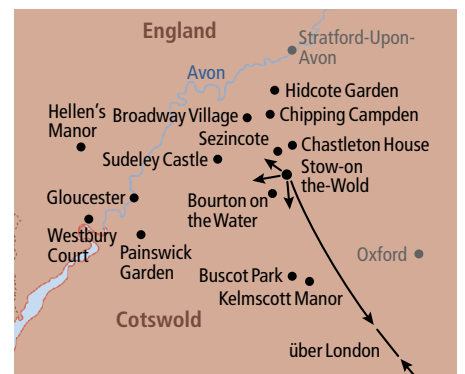 England
Stratford-Upon-
Avon
Avon
Hidcote Garden
Hellen's
Manor
Broadway Village
Chipping Campden
Sezincote
Chastleton House
Sudeley Castle
Stow-on
the-Wold
Gloucester
Bourton on
the Water
Westbury
Court
Painswick
Garden
Oxford
Buscot Park
Kelmscott Manor
Cotswold
über London